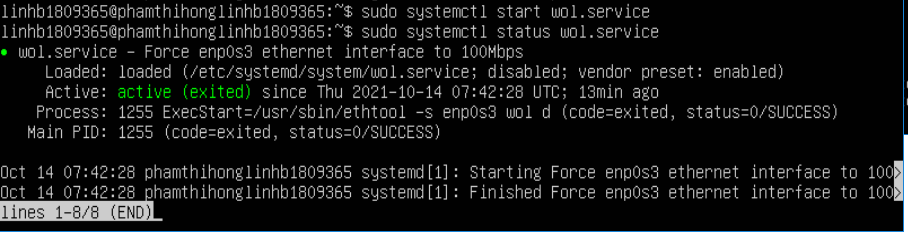 linhb1809365@phamthihonglinhb1809365:~$ sudo systemctl start wol.service
linhb1809365@phamthihonglinhb1809365:~$ sudo systemctl status wol.service
● wol.service - Force enp0s3 ethernet interface to 100Mbps
Loaded: loaded (/etc/systemd/system/wol.service; disabled; vendor preset: enabled)
Active: active (exited) since Thu 2021-10-14 07:42:28 UTC; 13min ago
Process: 1255 ExecStart=/usr/sbin/ethtool -s enp0s3 wol d (code=exited, status=0/SUCCESS)
Main PID: 1255 (code=exited, status=0/SUCCESS)
Oct 14 07:42:28 phamthihonglinhb1809365 systemd[1]: Starting Force enp0s3 ethernet interface to 100>
Oct 14 07:42:28 phamthihonglinhb1809365 systemd[1]: Finished Force enp0s3 ethernet interface to 100>
lines 1-8/8 (END)